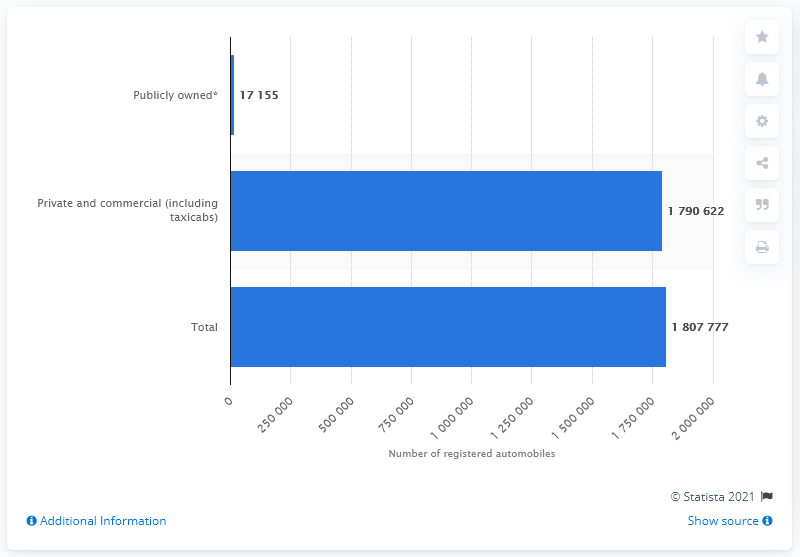 Publicly owned*
17 155
Private and commercial (including
taxicabs)
1 790 622
Total
1 807 777
0
250 000
500 000
750 000
1 000 000
1 250 000
1 500 000
1 750 000
2 000 000
Number of registered automobiles
© Statista 2021
Additional Information
Show source